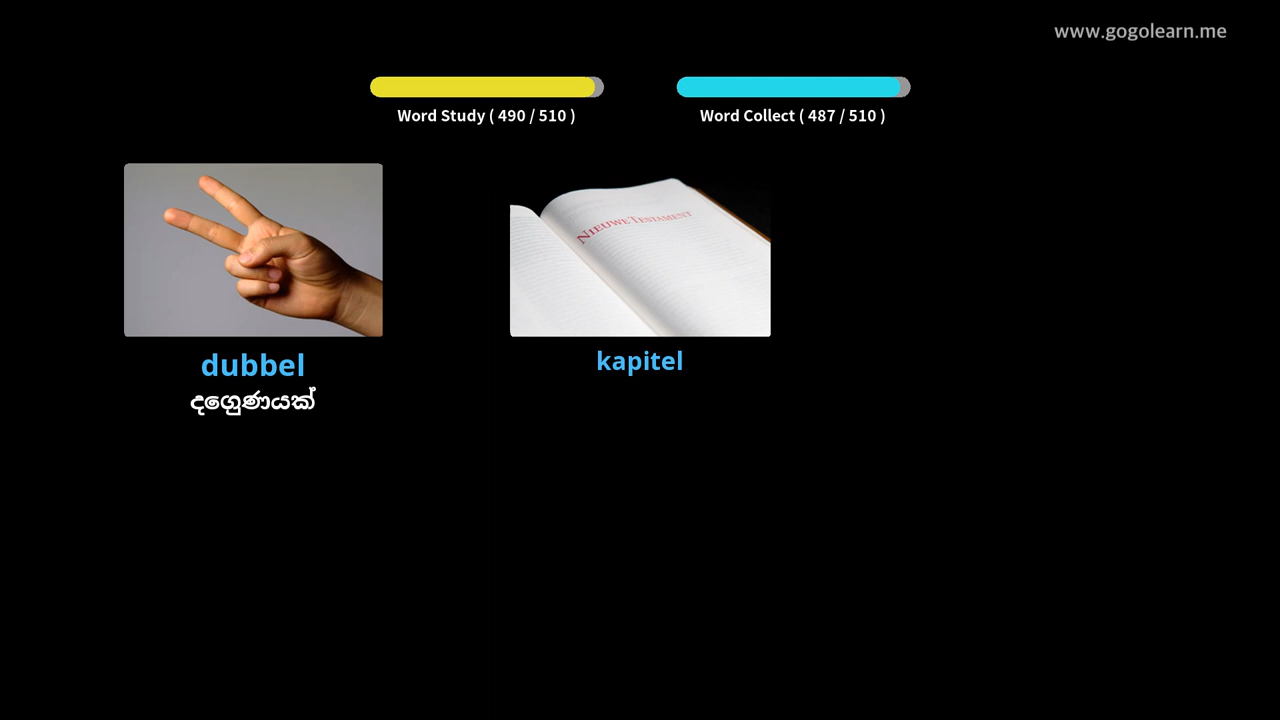 www.gogolearn.me
Word Study ( 490 / 510 )
Word Collect ( 487 / 510 )
NIEUWE TESTAMENT
dubbel
kapitel
දෙගුණයක්